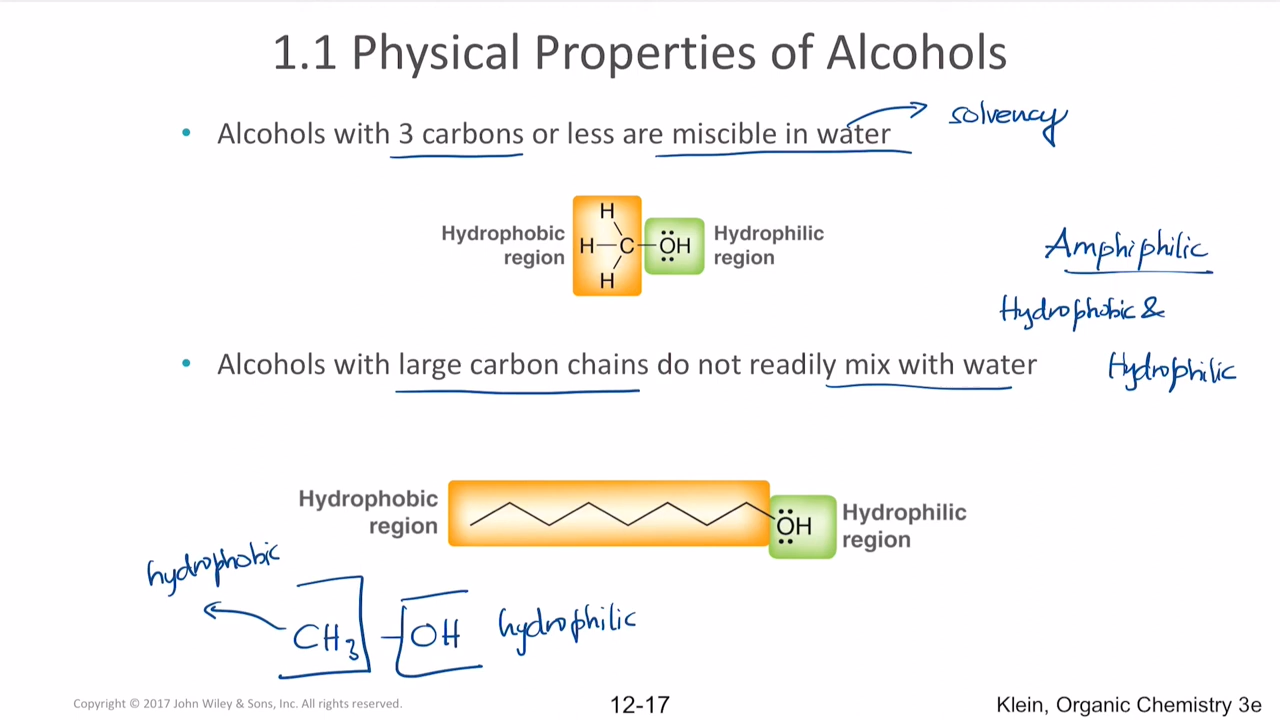 1.1 Physical Properties of Alcohols
• Alcohols with 3 carbons or less are miscible in water
solvency
H
Hydrophobic
region
H—C—ÖH
Hydrophilic
region
H
Amphiphilic
Hydrophobic &
Hydrophilic
• Alcohols with large carbon chains do not readily mix with water
Hydrophobic
region
ÖH
Hydrophilic
region
hydrophobic
CH₃ – OH hydrophilic
Copyright © 2017 John Wiley & Sons, Inc. All rights reserved.
12-17
Klein, Organic Chemistry 3e